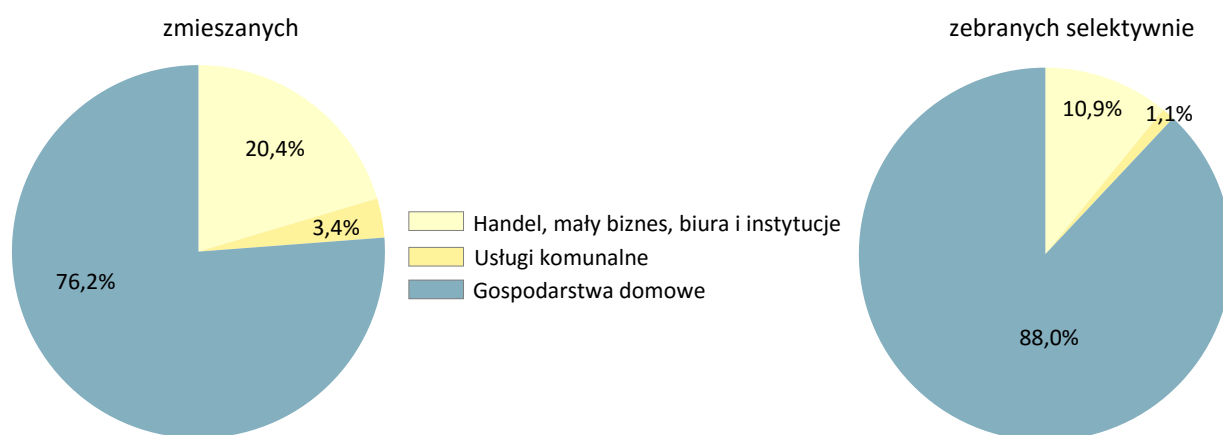 zmieszanych
20,4%
3,4%
76,2%
Handel, mały biznes, biura i instytucje
Usługi komunalne
Gospodarstwa domowe
zebranych selektywnie
10,9%
1,1%
88,0%